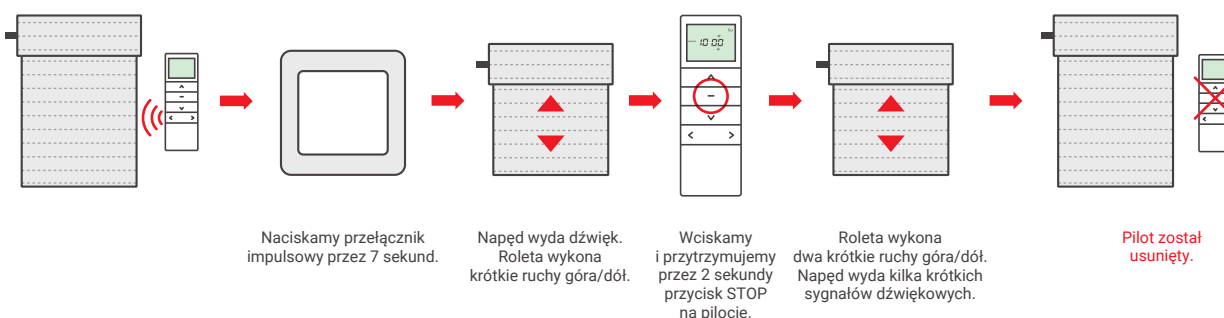 Naciskamy przełącznik
impulsowy przez 7 sekund.
Napęd wyda dźwięk.
Roleta wykona
krótkie ruchy góra/dół.
Wciskamy
i przytrzymujemy
przez 2 sekundy
przycisk STOP
na pilocie.
Roleta wykona
dwa krótkie ruchy góra/dół.
Napęd wyda kilka krótkich
sygnałów dźwiękowych.
Pilot został
usunięty.